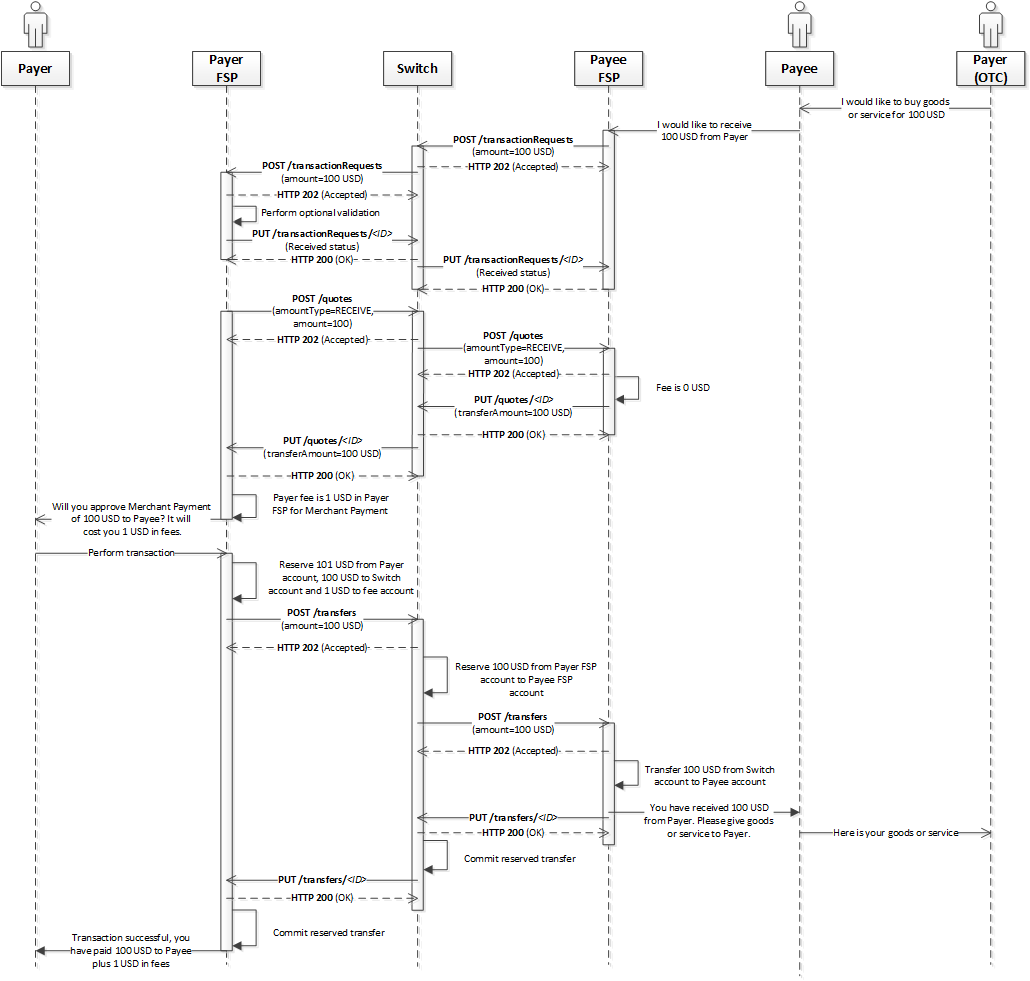 Payer
Payer
FSP
Switch
Payee
FSP
Payee
Payer
(OTC)
I would like to buy goods
or service for 100 USD
I would like to receive
100 USD from Payer
POST /transactionRequests
(amount=100 USD)
HTTP 202 (Accepted)
POST /transactionRequests
(amount=100 USD)
HTTP 202 (Accepted)
Perform optional validation
PUT /transactionRequests/<ID>
(Received status)
HTTP 200 (OK)
PUT /transactionRequests/<ID>
(Received status)
HTTP 200 (OK)
POST /quotes
(amountType=RECEIVE,
amount=100)
HTTP 202 (Accepted)
POST /quotes
(amountType=RECEIVE,
amount=100)
HTTP 202 (Accepted)
Fee is 0 USD
PUT /quotes/<ID>
(transferAmount=100 USD)
HTTP 200 (OK)
PUT /quotes/<ID>
(transferAmount=100 USD)
HTTP 200 (OK)
Payer fee is 1 USD in Payer
FSP for Merchant Payment
Will you approve Merchant Payment
of 100 USD to Payee? It will
cost you 1 USD in fees.
Perform transaction
Reserve 101 USD from Payer
account, 100 USD to Switch
account and 1 USD to fee account
POST /transfers
(amount=100 USD)
HTTP 202 (Accepted)
Reserve 100 USD from Payer FSP
account to Payee FSP
account
POST /transfers
(amount=100 USD)
HTTP 202 (Accepted)
Transfer 100 USD from Switch
account to Payee account
You have received 100 USD
from Payer. Please give goods
or service to Payer.
PUT /transfers/<ID>
HTTP 200 (OK)
Here is your goods or service
Commit reserved transfer
PUT /transfers/<ID>
HTTP 200 (OK)
Commit reserved transfer
Transaction successful, you
have paid 100 USD to Payee
plus 1 USD in fees